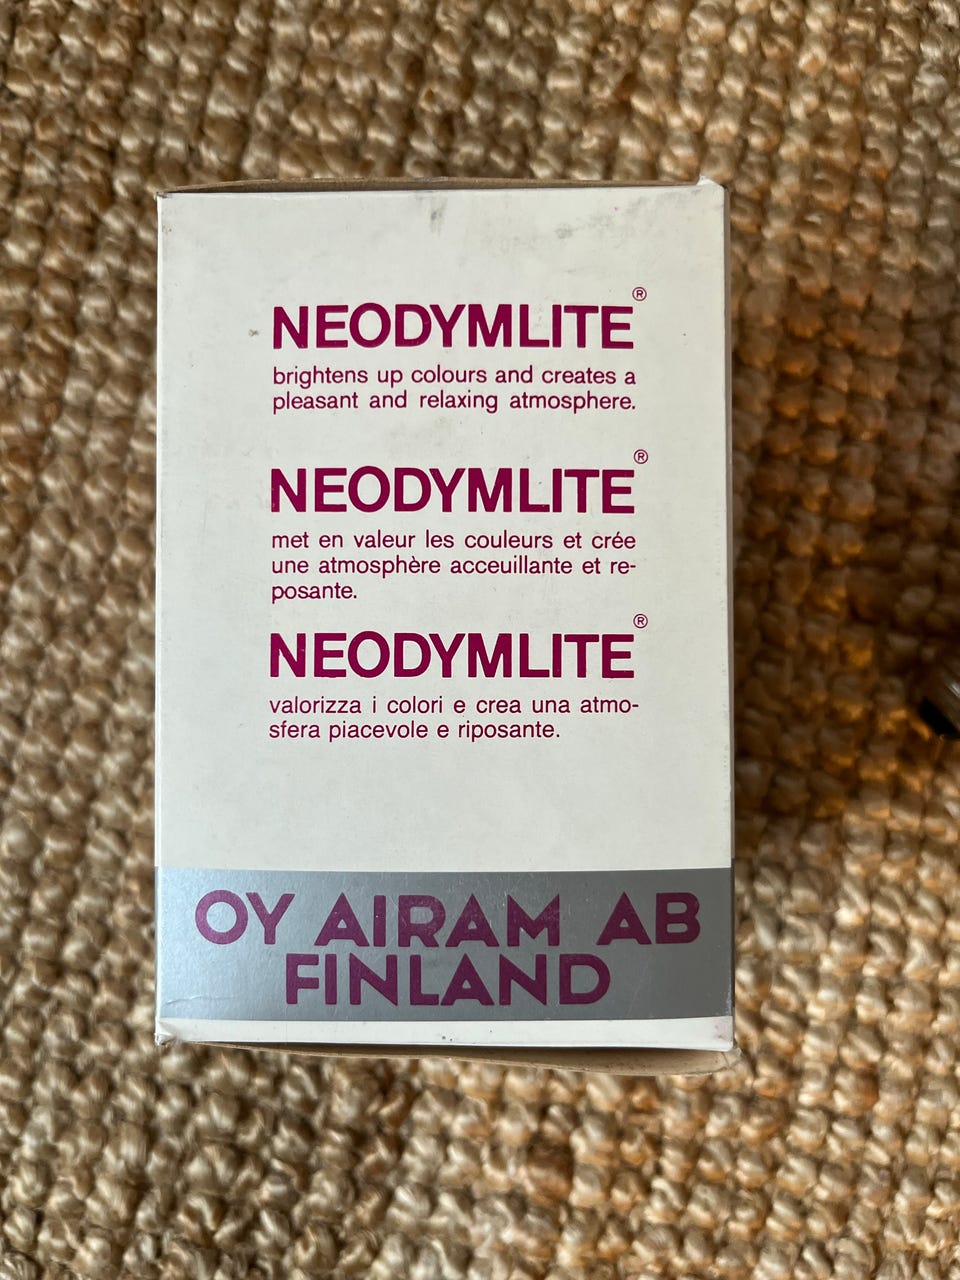 NEODYMLITE®
brightens up colours and creates a
pleasant and relaxing atmosphere.
NEODYMLITE®
met en valeur les couleurs et crée
une atmosphère acceuillante et re-
posante.
NEODYMLITE®
valorizza i colori e crea una atmo-
sfera piacevole e riposante.
OY AIRAM AB
FINLAND